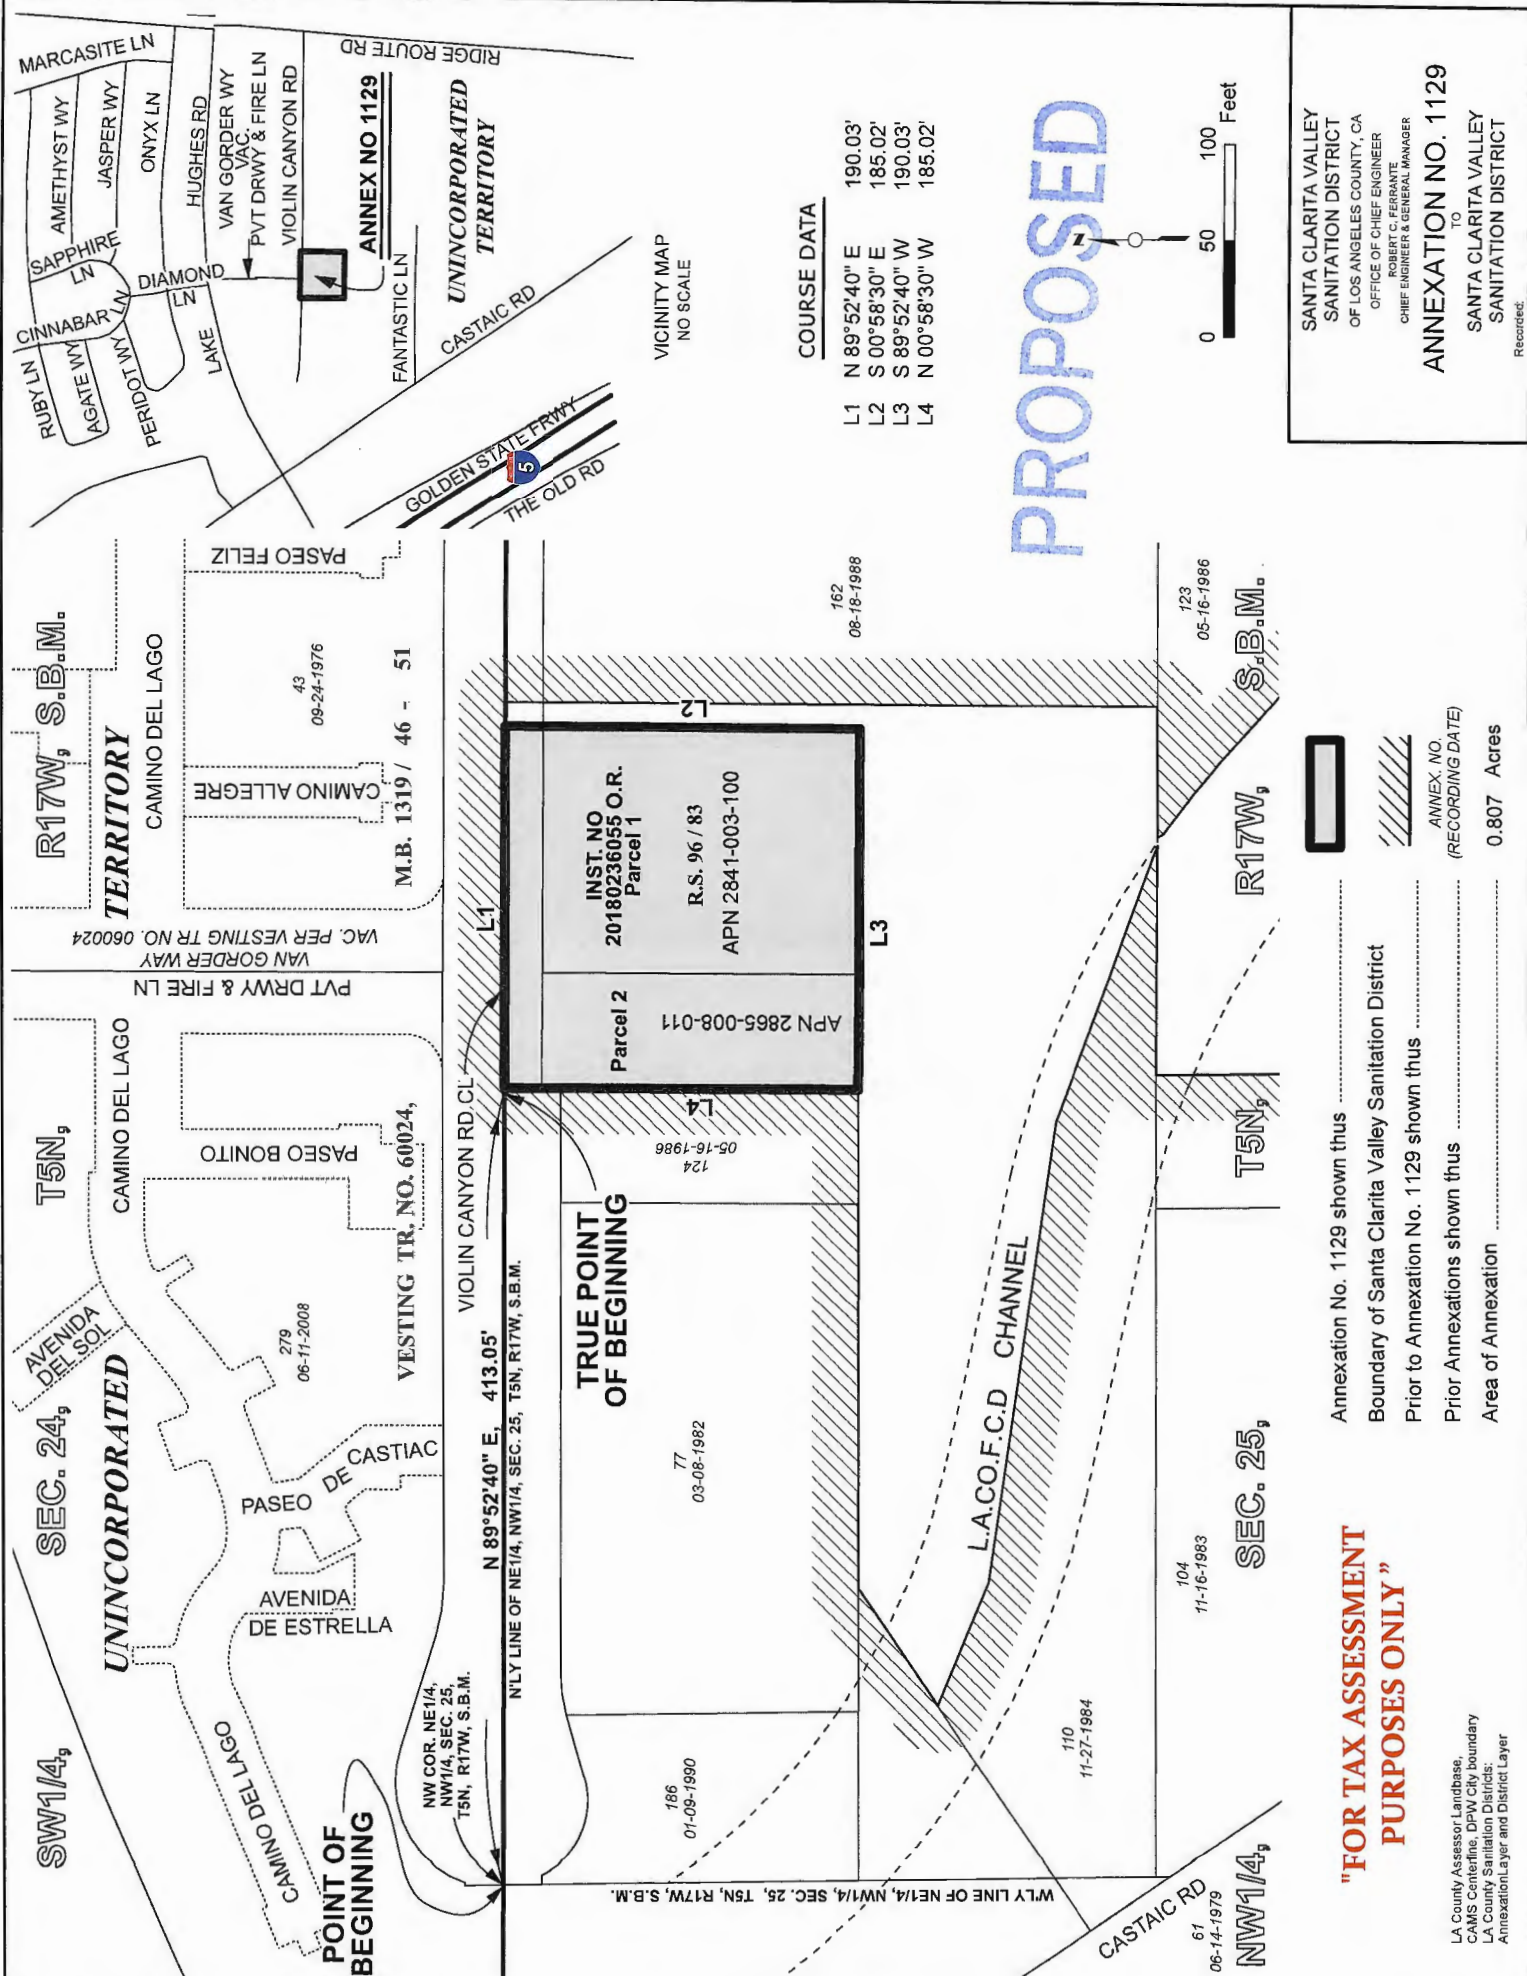 SW1/4,
SEC. 24,
T5N,
R17W,
S.B.M.
UNINCORPORATED
TERRITORY
AVENIDA
DEL SOL
CAMINO DEL LAGO
CAMINO DEL LAGO
CAMINO DEL LAGO
PASEO BONITO
PVT DRWY & FIRE LN
VAN GORDER WAY
VAC. PER VESTING TR NO. 060024
CAMINO ALLEGRE
PASEO FELIZ
43
09-24-1976
279
06-11-2008
PASEO
DE
CASTIAC
AVENIDA
DE ESTRELLA
VESTING TR. NO. 60024,
M.B. 1319 / 46 - 51
POINT OF
BEGINNING
NW COR. NE1/4,
NW1/4, SEC. 25,
T5N, R17W, S.B.M.
VIOLIN CANYON RD CL
N 89°52'40" E, 413.05'
N'LY LINE OF NE1/4, NW1/4, SEC. 25, T5N, R17W, S.B.M.
L1
TRUE POINT
OF BEGINNING
L4
124
05-16-1986
Parcel 2
APN 2865-008-011
INST. NO
20180236055 O.R.
Parcel 1
R.S. 96 / 83
APN 2841-003-100
L2
L3
186
01-09-1990
77
03-08-1982
162
08-18-1988
W'LY LINE OF NE1/4, NW1/4, SEC. 25, T5N, R17W, S.B.M.
L.A.CO.F.C.D CHANNEL
110
11-27-1984
104
11-16-1983
123
05-16-1986
CASTAIC RD
61
06-14-1979
NW1/4,
SEC. 25,
T5N,
R17W,
S.B.M.
MARCASITE LN
AMETHYST WY
JASPER WY
ONYX LN
HUGHES RD
VAN GORDER WY
VAC.
PVT DRWY & FIRE LN
VIOLIN CANYON RD
RIDGE ROUTE RD
SAPPHIRE
LN
DIAMOND
LN
CINNABAR LN
RUBY LN
AGATE WY
PERIDOT WY
LAKE
ANNEX NO 1129
FANTASTIC LN
UNINCORPORATED
TERRITORY
CASTAIC RD
GOLDEN STATE FRWY
5
THE OLD RD
VICINITY MAP
NO SCALE
COURSE DATA
L1 N 89°52'40" E 190.03'
L2 S 00°58'30" E 185.02'
L3 S 89°52'40" W 190.03'
L4 N 00°58'30" W 185.02'
PROPOSED
N
0 50 100
Feet
"FOR TAX ASSESSMENT
PURPOSES ONLY"
LA County Assessor Landbase,
CAMS Centerline, DPW City boundary
LA County Sanitation Districts:
AnnexationLayer and District Layer
Annexation No. 1129 shown thus
Boundary of Santa Clarita Valley Sanitation District
Prior to Annexation No. 1129 shown thus
Prior Annexations shown thus
ANNEX. NO.
(RECORDING DATE)
Area of Annexation 0.807 Acres
SANTA CLARITA VALLEY
SANITATION DISTRICT
OF LOS ANGELES COUNTY, CA
OFFICE OF CHIEF ENGINEER
ROBERT C. FERRANTE
CHIEF ENGINEER & GENERAL MANAGER
ANNEXATION NO. 1129
TO
SANTA CLARITA VALLEY
SANITATION DISTRICT
Recorded: